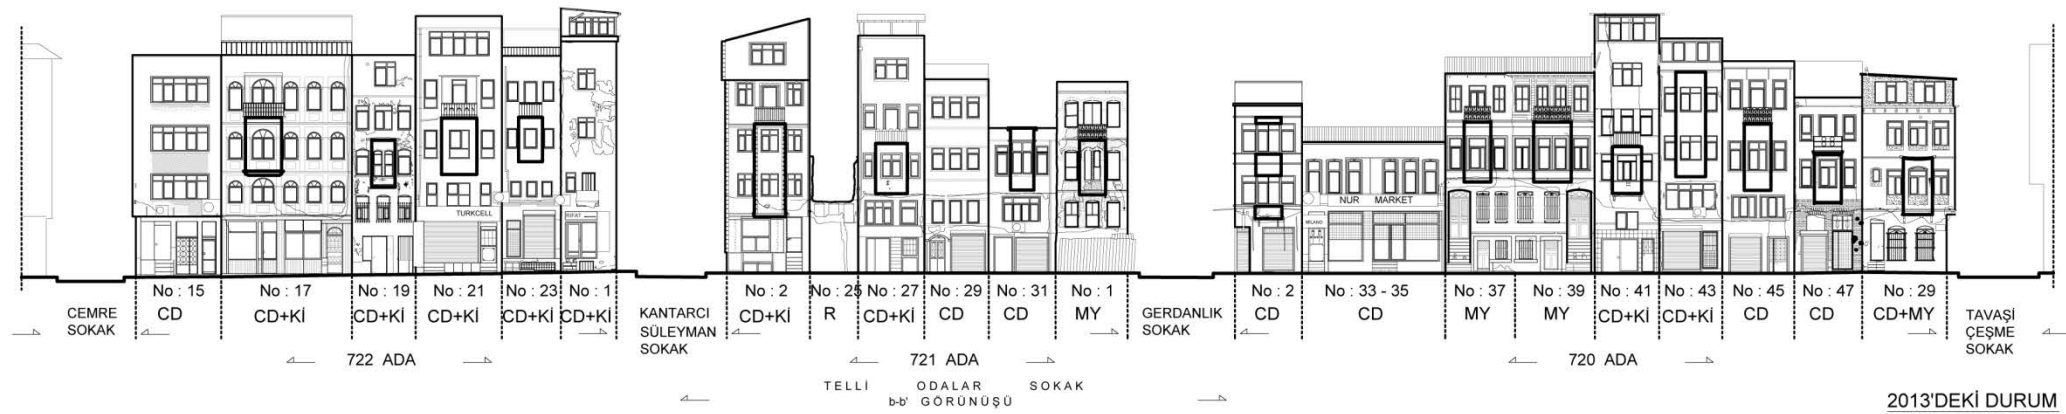 TURKCELL
RIFAT
NUR MARKET
MILANO
No : 15
No : 17
No : 19
No : 21
No : 23
No : 1
No : 2
No : 25
No : 27
No : 29
No : 31
No : 1
No : 2
No : 33 - 35
No : 37
No : 39
No : 41
No : 43
No : 45
No : 47
No : 29
CD
CD+Kİ
CD+Kİ
CD+Kİ
CD+Kİ
CD+Kİ
CD+Kİ
R
CD+Kİ
CD
CD
MY
CD
CD
MY
MY
CD+Kİ
CD+Kİ
CD
CD
CD+MY
CEMRE
SOKAK
KANTARCI
SÜLEYMAN
SOKAK
GERDANLIK
SOKAK
TAVAŞİ
ÇEŞME
SOKAK
722 ADA
721 ADA
720 ADA
TELLİ ODALAR SOKAK
b-b' GÖRÜNÜŞÜ
2013'DEKİ DURUM